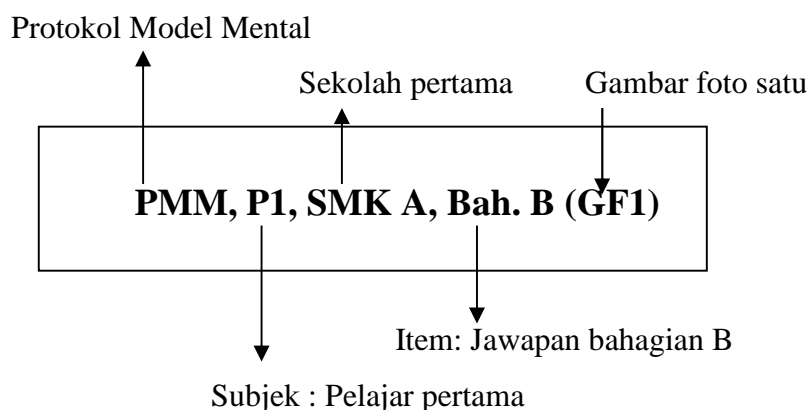 Protokol Model Mental
Sekolah pertama Gambar foto satu
PMM, P1, SMK A, Bah. B (GF1)
Item: Jawapan bahagian B
Subjek : Pelajar pertama